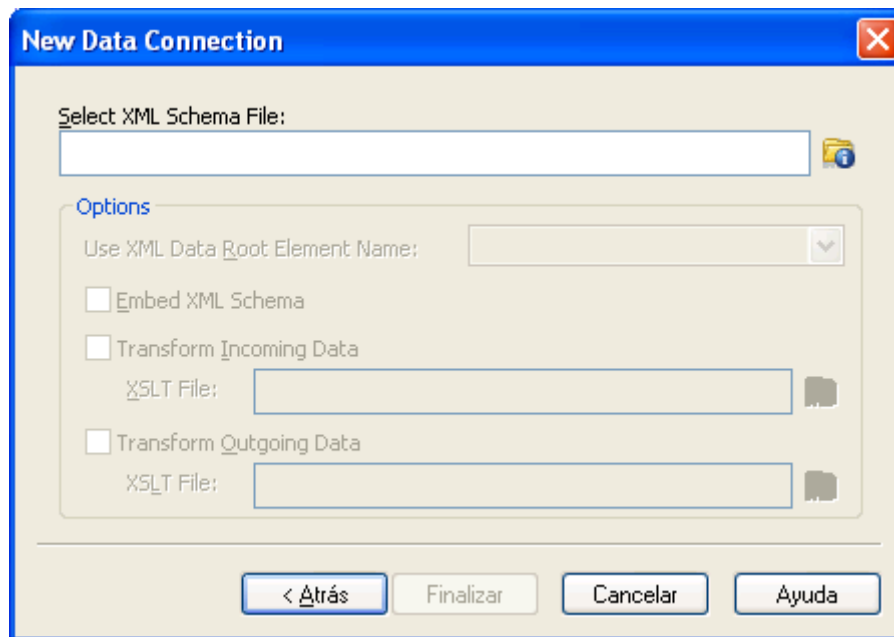 New Data Connection
Select XML Schema File:
Options
Use XML Data Root Element Name:
Embed XML Schema
Transform Incoming Data
XSLT File:
Transform Outgoing Data
XSLT File:
< Atrás Finalizar Cancelar Ayuda